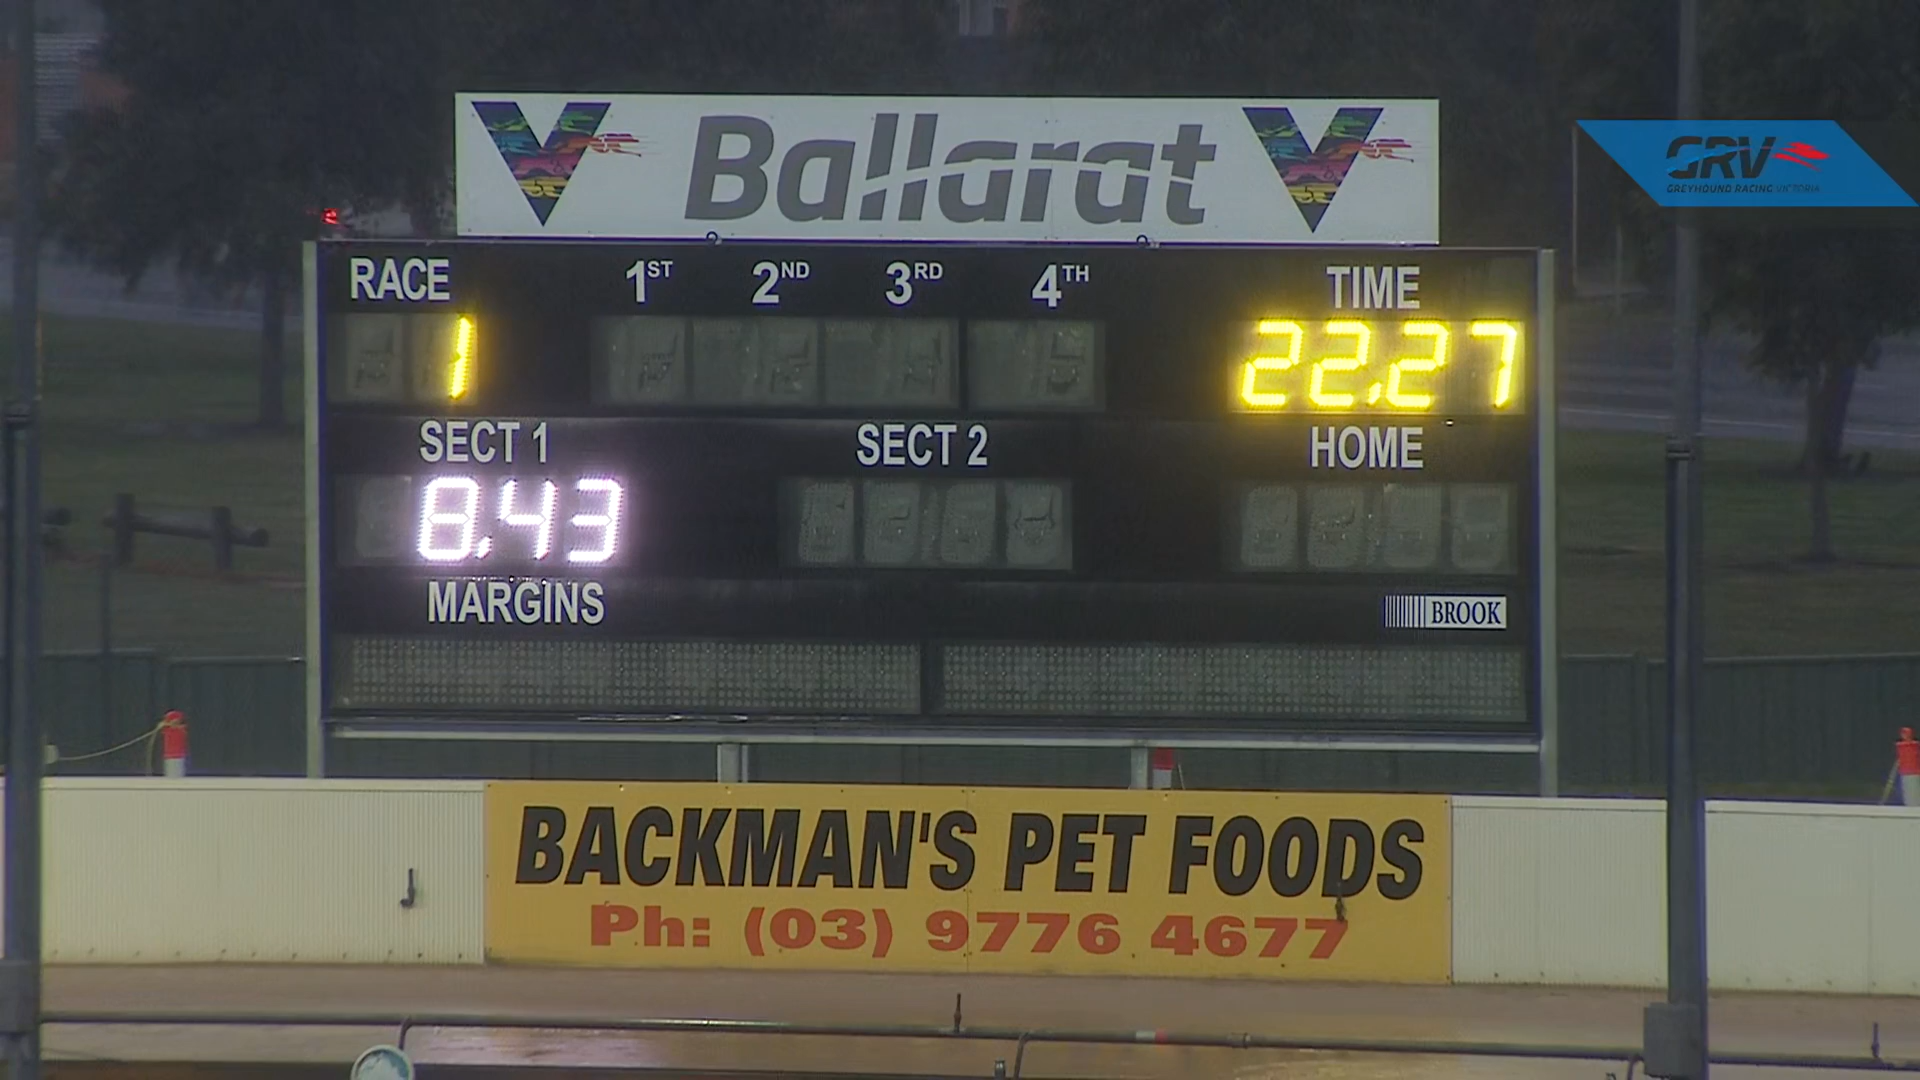 Ballarat
GRV
GREYHOUND RACING VICTORIA
RACE 1ST 2ND 3RD 4TH TIME
1 22.27
SECT 1 SECT 2 HOME
8.43
MARGINS
BROOK
BACKMAN'S PET FOODS
Ph: (03) 9776 4677